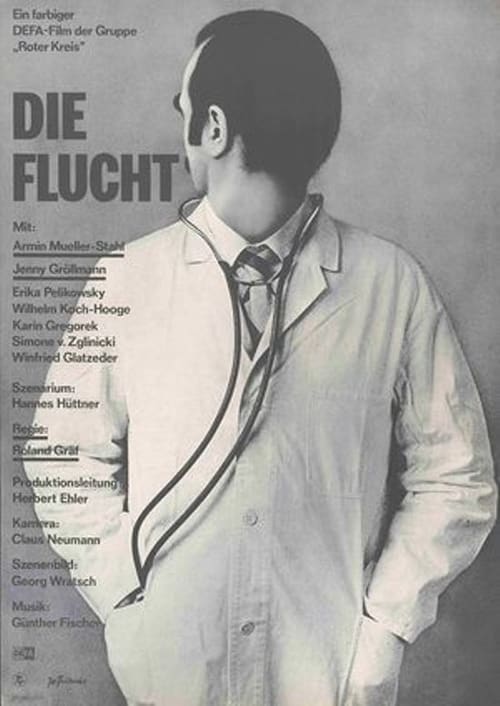 Ein farbiger
DEFA-Film der Gruppe
„Roter Kreis”
DIE
FLUCHT
Mit:
Armin Mueller-Stahl
Jenny Gröllmann
Erika Pelikowsky
Wilhelm Koch-Hooge
Karin Gregorek
Simone v. Zglinicki
Winfried Glatzeder
Szenarium:
Hannes Hüttner
Regie:
Roland Gräf
Produktionsleitung
Herbert Ehler
Kamera:
Claus Neumann
Szenenbild:
Georg Wratsch
Musik:
Günther Fischer